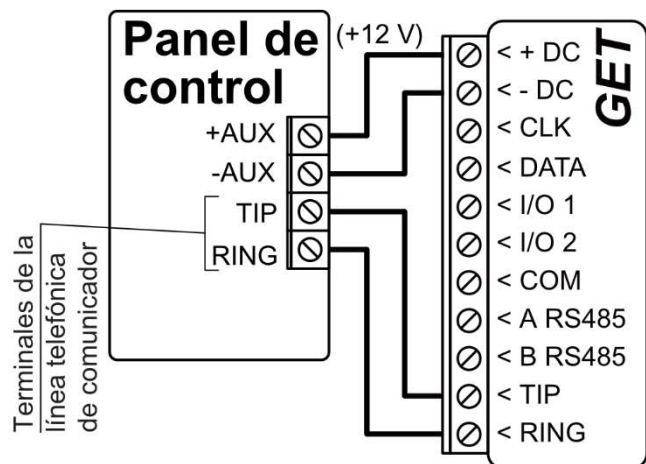 Panel de
control
(+12 V)
+AUX
-AUX
TIP
RING
Terminales de la
línea telefónica
de comunicador
GET
< + DC
< - DC
< CLK
< DATA
< I/O 1
< I/O 2
< COM
< A RS485
< B RS485
< TIP
< RING